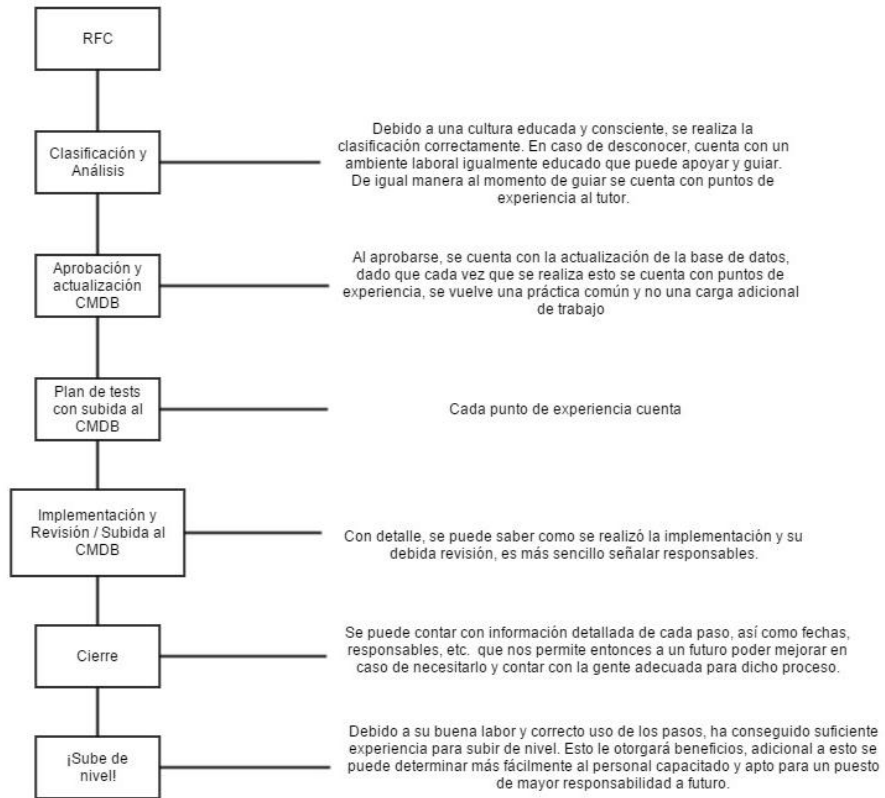 RFC
Clasificación y
Análisis
Debido a una cultura educada y consciente, se realiza la
clasificación correctamente. En caso de desconocer, cuenta con un
ambiente laboral igualmente educado que puede apoyar y guiar.
De igual manera al momento de guiar se cuenta con puntos de
experiencia al tutor.
Aprobación y
actualización
CMDB
Al aprobarse, se cuenta con la actualización de la base de datos,
dado que cada vez que se realiza esto se cuenta con puntos de
experiencia, se vuelve una práctica común y no una carga adicional
de trabajo
Plan de tests
con subida al
CMDB
Cada punto de experiencia cuenta
Implementación y
Revisión / Subida al
CMDB
Con detalle, se puede saber como se realizó la implementación y su
debida revisión, es más sencillo señalar responsables.
Cierre
Se puede contar con información detallada de cada paso, así como fechas,
responsables, etc. que nos permite entonces a un futuro poder mejorar en
caso de necesitarlo y contar con la gente adecuada para dicho proceso.
¡Sube de
nivel!
Debido a su buena labor y correcto uso de los pasos, ha conseguido suficiente
experiencia para subir de nivel. Esto le otorgará beneficios, adicional a esto se
puede determinar más fácilmente al personal capacitado y apto para un puesto
de mayor responsabilidad a futuro.